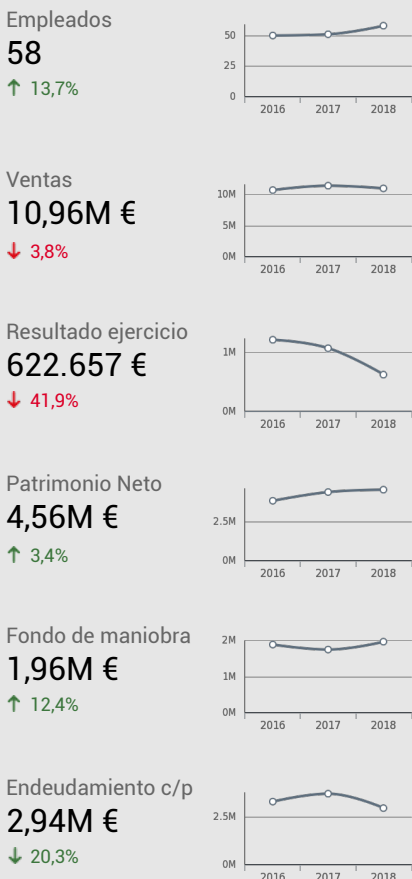 Empleados
58
↑ 13,7%
50
25
0
2016 2017 2018
Ventas
10,96M €
↓ 3,8%
10M
5M
0M
2016 2017 2018
Resultado ejercicio
622.657 €
↓ 41,9%
1M
0M
2016 2017 2018
Patrimonio Neto
4,56M €
↑ 3,4%
2.5M
0M
2016 2017 2018
Fondo de maniobra
1,96M €
↑ 12,4%
2M
1M
0M
2016 2017 2018
Endeudamiento c/p
2,94M €
↓ 20,3%
2.5M
0M
2016 2017 2018